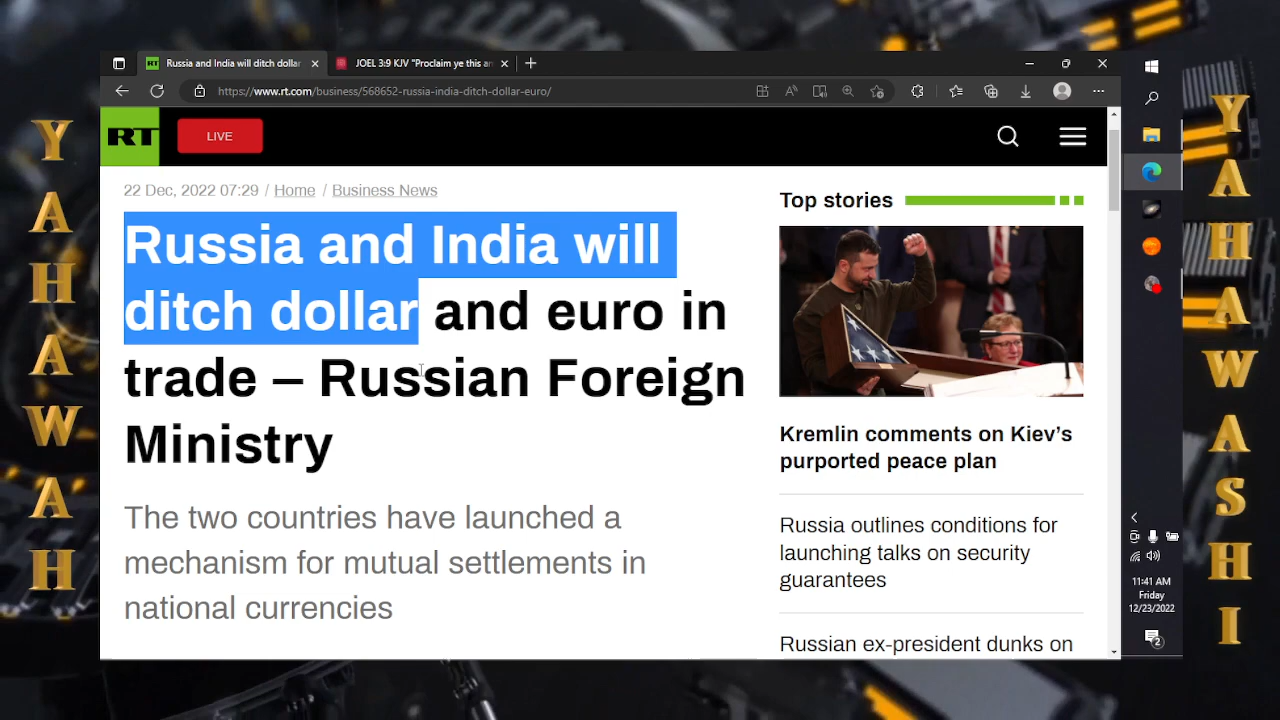 Russia and India will ditch dollar
JOEL 3:9 KJV "Proclaim ye this an
https://www.rt.com/business/568652-russia-india-ditch-dollar-euro/
RT
LIVE
22 Dec, 2022 07:29 / Home / Business News
Russia and India will
ditch dollar and euro in
trade – Russian Foreign
Ministry
The two countries have launched a
mechanism for mutual settlements in
national currencies
Top stories
Kremlin comments on Kiev's
purported peace plan
Russia outlines conditions for
launching talks on security
guarantees
Russian ex-president dunks on
11:41 AM
Friday
12/23/2022
2
YAHAWAH
YAHAWASHI